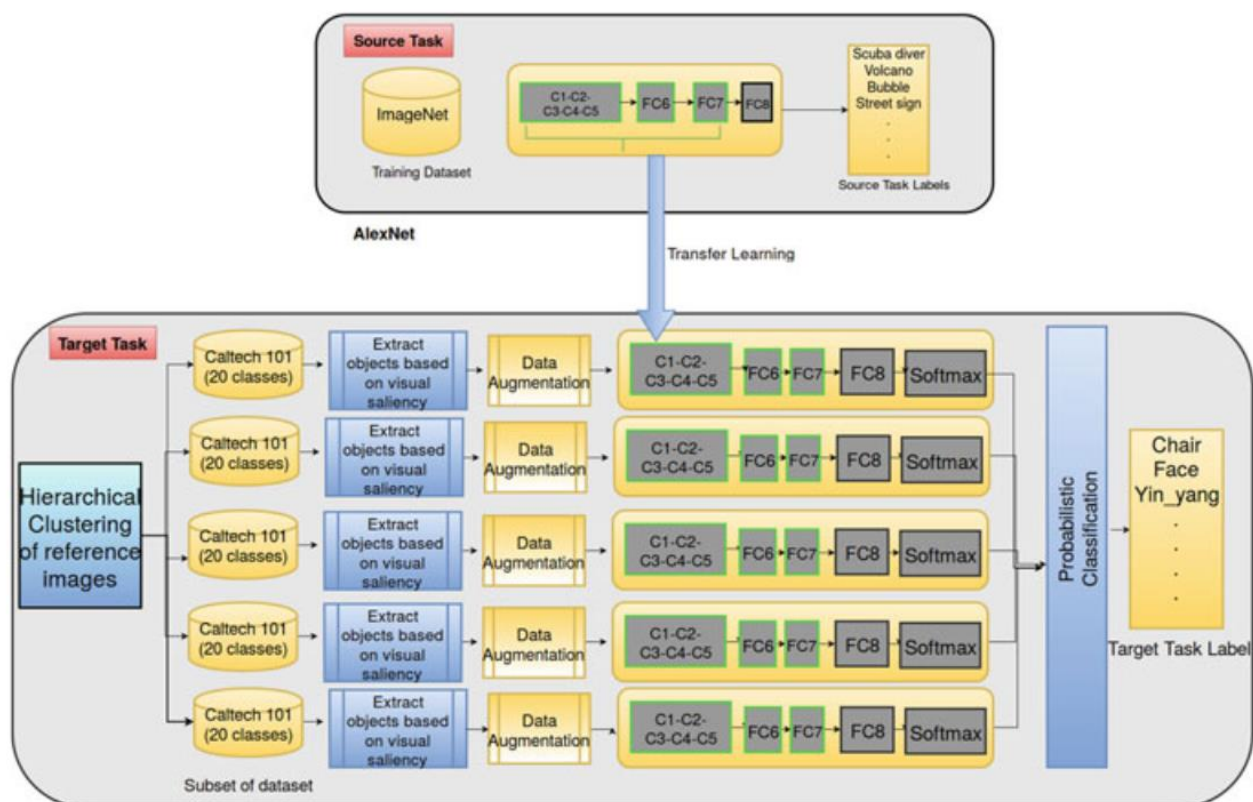 Source Task
ImageNet
Training Dataset
C1-C2-
C3-C4-C5
FC6
FC7
FC8
Scuba diver
Volcano
Bubble
Street sign
.
.
.
Source Task Labels
AlexNet
Transfer Learning
Target Task
Hierarchical
Clustering
of reference
images
Caltech 101
(20 classes)
Extract
objects based
on visual
saliency
Data
Augmentation
C1-C2-
C3-C4-C5
FC6
FC7
FC8
Softmax
Caltech 101
(20 classes)
Extract
objects based
on visual
saliency
Data
Augmentation
C1-C2-
C3-C4-C5
FC6
FC7
FC8
Softmax
Caltech 101
(20 classes)
Extract
objects based
on visual
saliency
Data
Augmentation
C1-C2-
C3-C4-C5
FC6
FC7
FC8
Softmax
Caltech 101
(20 classes)
Extract
objects based
on visual
saliency
Data
Augmentation
C1-C2-
C3-C4-C5
FC6
FC7
FC8
Softmax
Caltech 101
(20 classes)
Extract
objects based
on visual
saliency
Data
Augmentation
C1-C2-
C3-C4-C5
FC6
FC7
FC8
Softmax
Subset of dataset
Probabilistic
Classification
Chair
Face
Yin_yang
.
.
.
.
Target Task Label